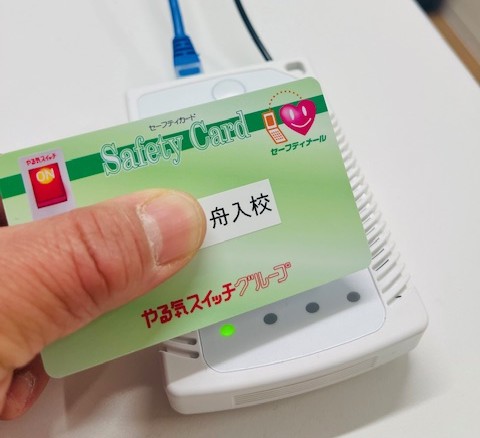 セーフティカード
Safety Card
やる気スイッチ
ON
セーフティメール
舟入校
やる気スイッチグループ